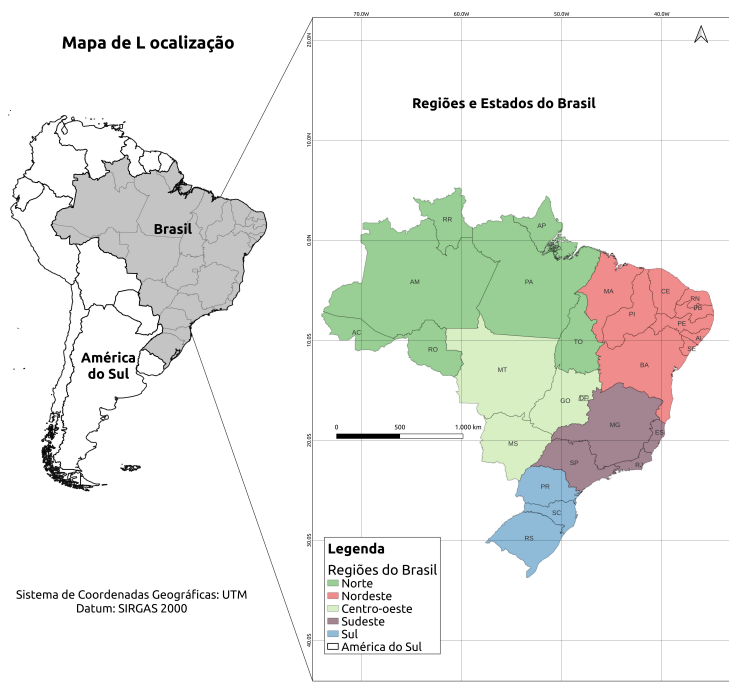 70.0W 60.0W 50.0W 40.0W
Mapa de L ocalização
20.0N
Regiões e Estados do Brasil
10.0N
0.0N
10.0S
20.0S
30.0S
40.0S
Brasil
América
do Sul
RR
AP
AM
PA
MA
CE
RN
PB
PI
PE
AL
SE
AC
RO
TO
BA
MT
GO
DF
MG
ES
MS
SP
RJ
PR
SC
RS
0 500 1.000 km
Sistema de Coordenadas Geográficas: UTM
Datum: SIRGAS 2000
Legenda
Regiões do Brasil
Norte
Nordeste
Centro-oeste
Sudeste
Sul
América do Sul